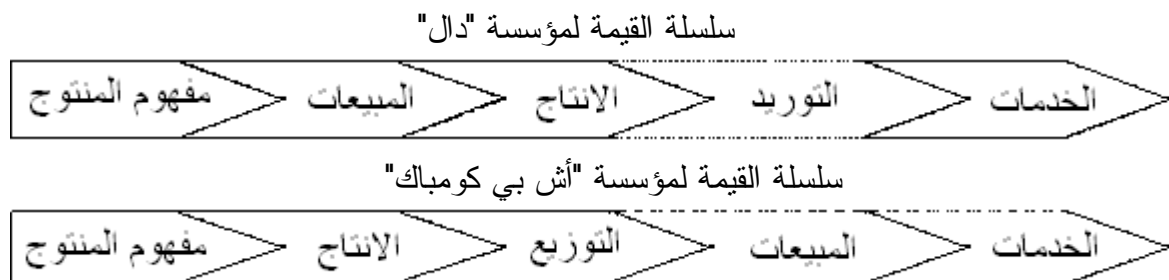 سلسلة القيمة لمؤسسة "دال"
مفهوم المنتوج المبيعات الانتاج التوريد الخدمات
سلسلة القيمة لمؤسسة "أش بي كومباك"
مفهوم المنتوج الانتاج التوزيع المبيعات الخدمات